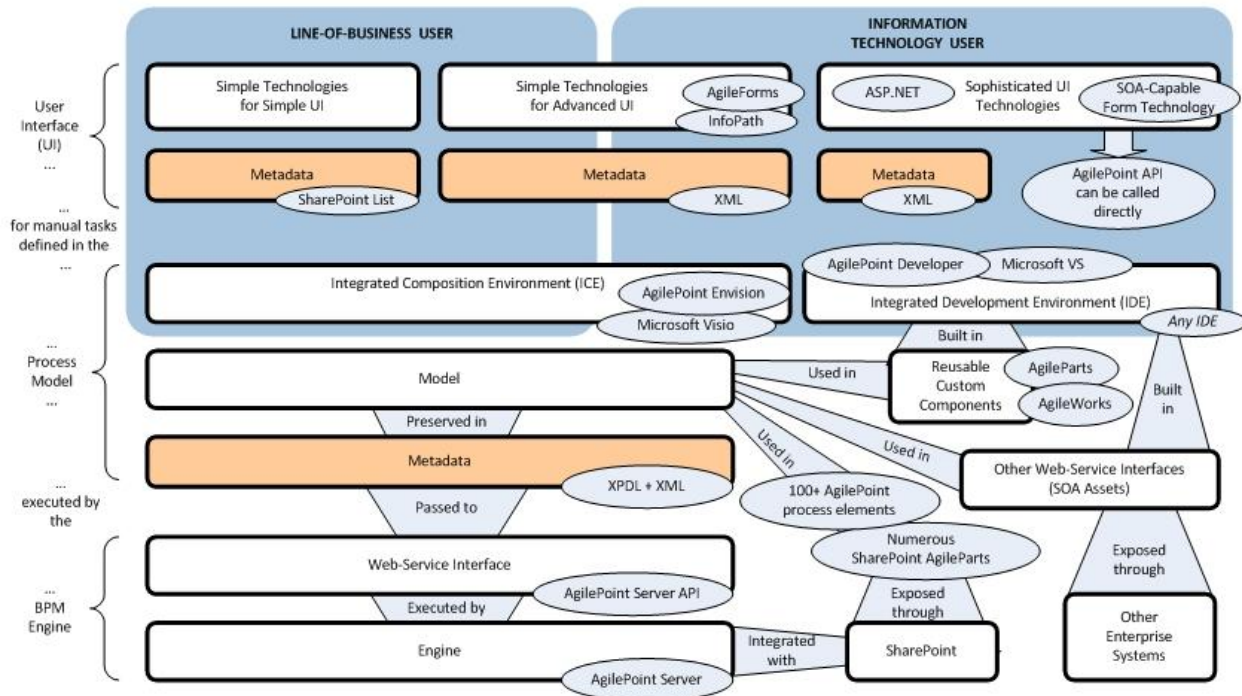 LINE-OF-BUSINESS USER
INFORMATION
TECHNOLOGY USER
User
Interface
(UI)
...
Simple Technologies
for Simple UI
Simple Technologies
for Advanced UI
AgileForms
InfoPath
ASP.NET
Sophisticated UI
Technologies
SOA-Capable
Form Technology
Metadata
SharePoint List
Metadata
XML
Metadata
XML
AgilePoint API
can be called
directly
...
for manual tasks
defined in the
...
Integrated Composition Environment (ICE)
AgilePoint Envision
Microsoft Visio
AgilePoint Developer
Microsoft VS
Integrated Development Environment (IDE)
Any IDE
...
Process
Model
...
Model
Used in
Built in
Reusable
Custom
Components
AgileParts
AgileWorks
Built
in
Preserved in
Used in
Used in
Metadata
XPDL + XML
Other Web-Service Interfaces
(SOA Assets)
...
executed by
the
Passed to
100+ AgilePoint
process elements
Numerous
SharePoint AgileParts
Exposed
through
...
BPM
Engine
Web-Service Interface
AgilePoint Server API
Executed by
Exposed
through
Engine
AgilePoint Server
Integrated
with
SharePoint
Other
Enterprise
Systems